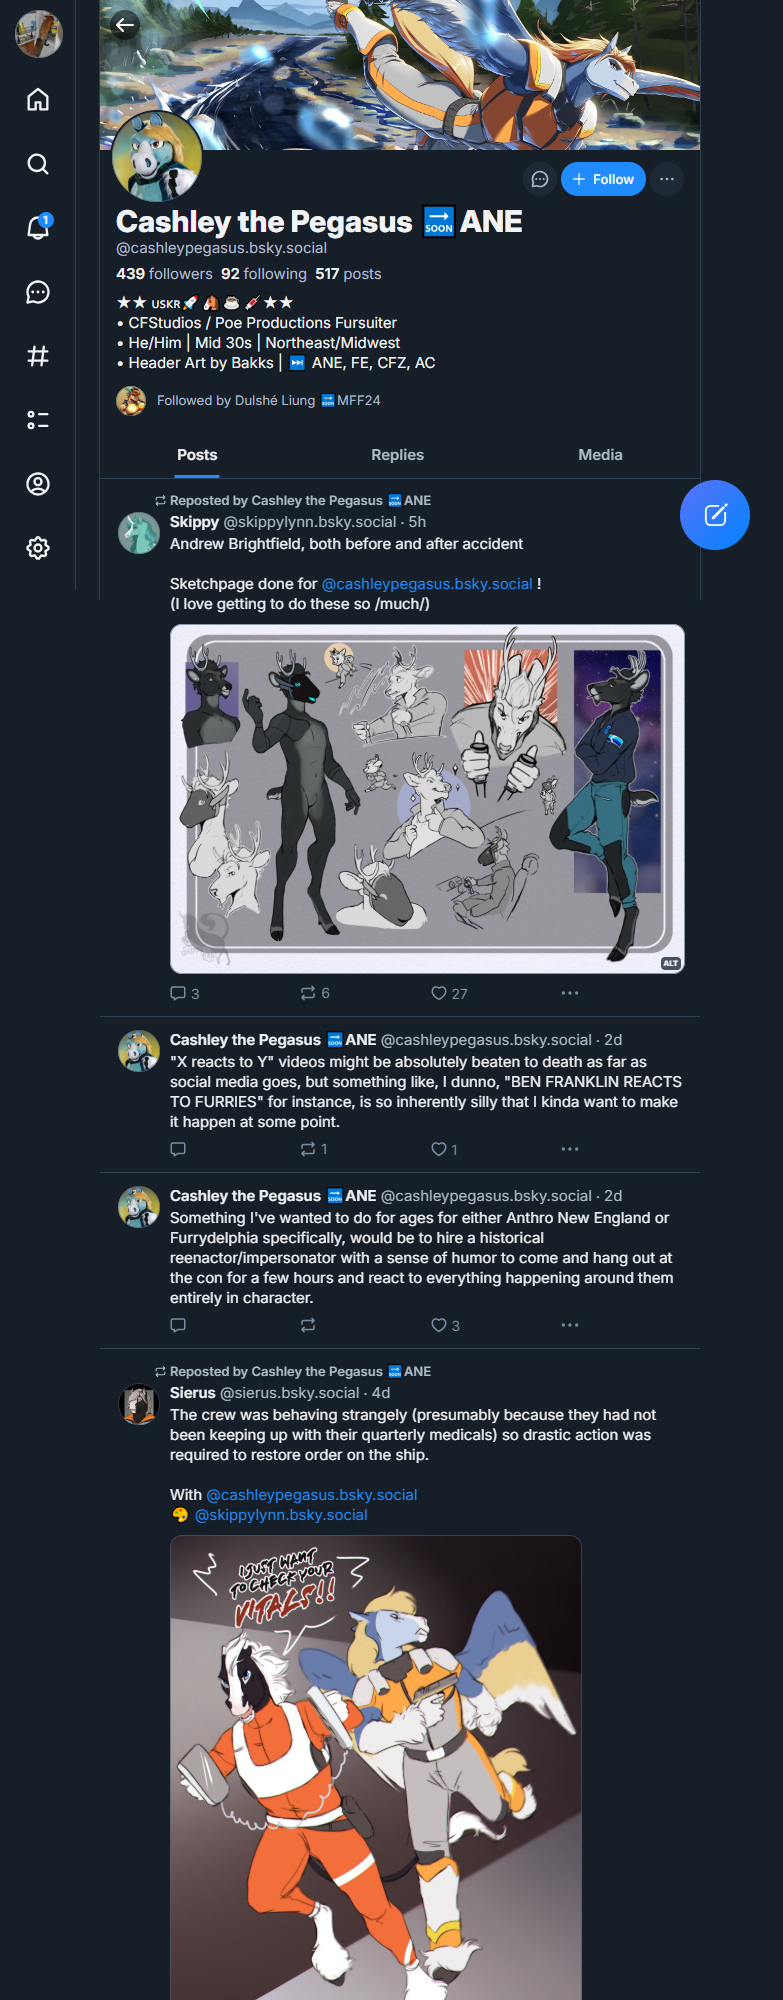 1
+ Follow
Cashley the Pegasus 🔜 ANE
@cashleypegasus.bsky.social
439 followers 92 following 517 posts
★★ USKR🚀🐴☕💉★★
• CFStudios / Poe Productions Fursuiter
• He/Him | Mid 30s | Northeast/Midwest
• Header Art by Bakks | ⏭️ ANE, FE, CFZ, AC
Followed by Dulshé Liung 🔜MFF24
Posts Replies Media
Reposted by Cashley the Pegasus 🔜 ANE
Skippy @skippylynn.bsky.social · 5h
Andrew Brightfield, both before and after accident
Sketchpage done for @cashleypegasus.bsky.social !
(I love getting to do these so /much/)
ALT
3 6 27
Cashley the Pegasus 🔜ANE @cashleypegasus.bsky.social · 2d
"X reacts to Y" videos might be absolutely beaten to death as far as
social media goes, but something like, I dunno, "BEN FRANKLIN REACTS
TO FURRIES" for instance, is so inherently silly that I kinda want to make
it happen at some point.
1 1
Cashley the Pegasus 🔜ANE @cashleypegasus.bsky.social · 2d
Something I've wanted to do for ages for either Anthro New England or
Furrydelphia specifically, would be to hire a historical
reenactor/impersonator with a sense of humor to come and hang out at
the con for a few hours and react to everything happening around them
entirely in character.
3
Reposted by Cashley the Pegasus 🔜 ANE
Sierus @sierus.bsky.social · 4d
The crew was behaving strangely (presumably because they had not
been keeping up with their quarterly medicals) so drastic action was
required to restore order on the ship.
With @cashleypegasus.bsky.social
🎨 @skippylynn.bsky.social
I JUST WANT
TO CHECK YOUR
VITALS!!